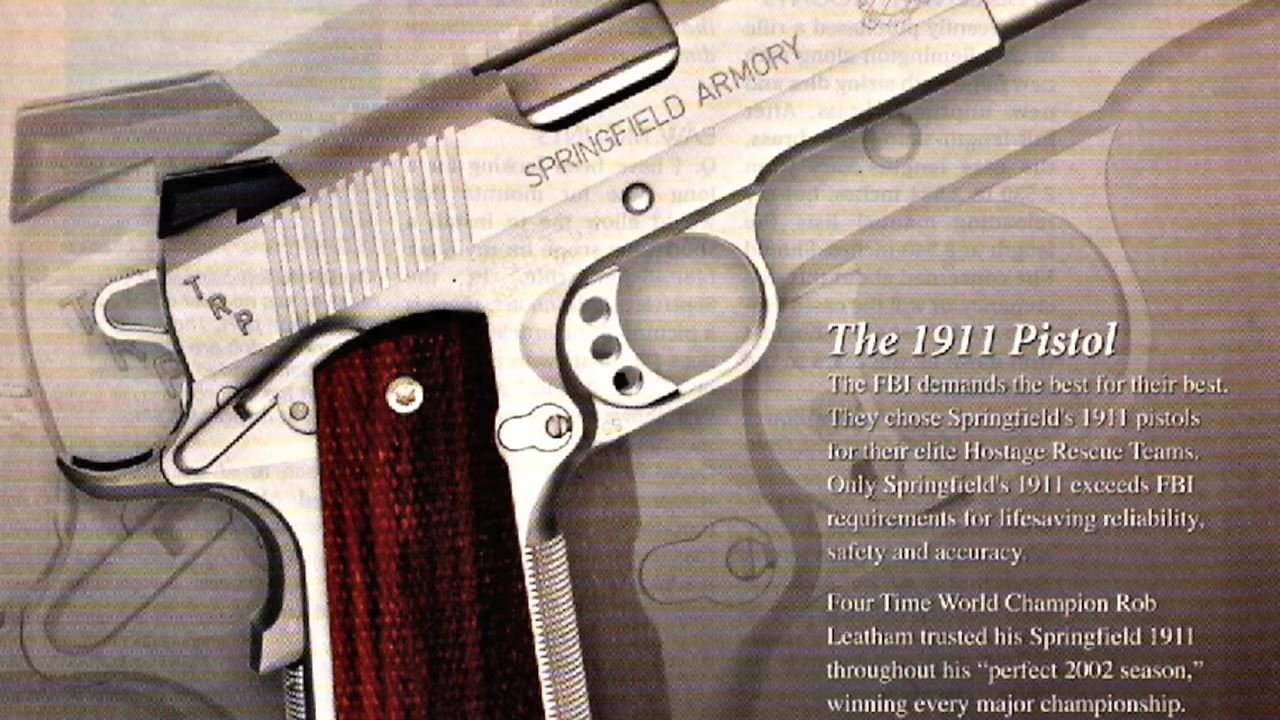 SPRINGFIELD ARMORY
TRP
The 1911 Pistol
The FBI demands the best for their best.
They chose Springfield's 1911 pistols
for their elite Hostage Rescue Teams.
Only Springfield's 1911 exceeds FBI
requirements for lifesaving reliability,
safety and accuracy.
Four Time World Champion Rob
Leatham trusted his Springfield 1911
throughout his “perfect 2002 season,”
winning every major championship.